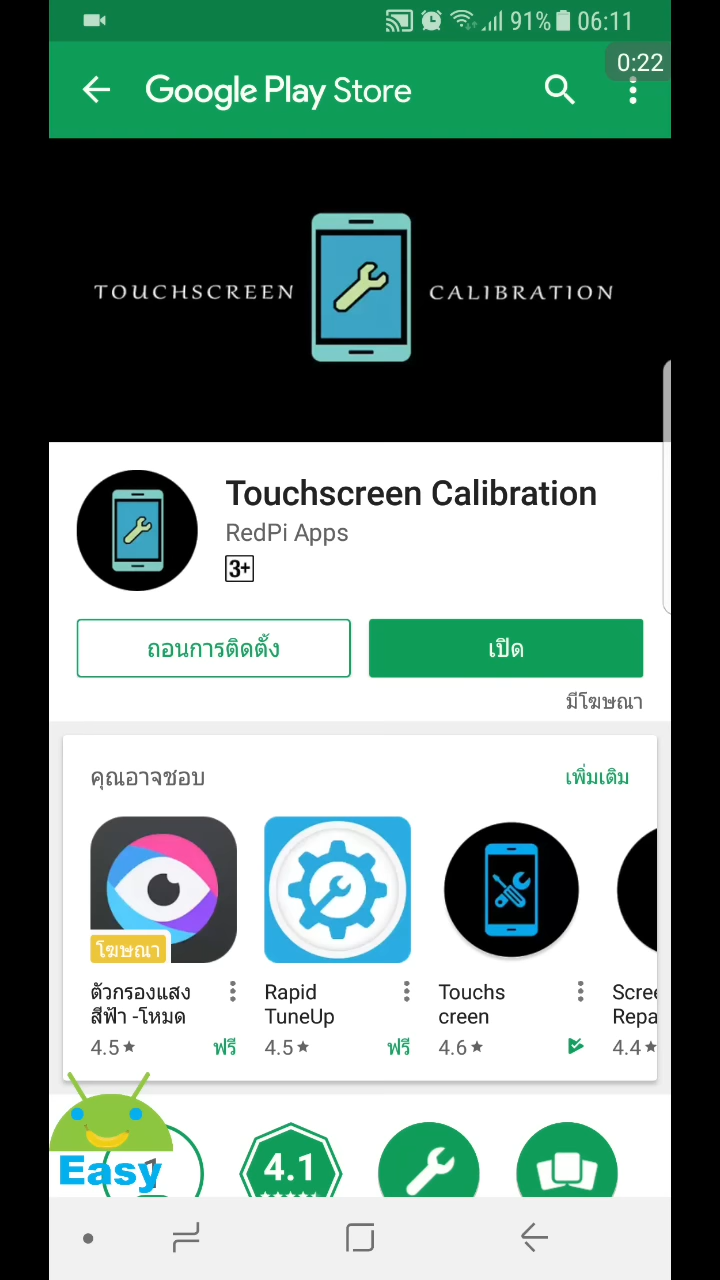 91% 06:11
0:22
Google Play Store
TOUCHSCREEN CALIBRATION
Touchscreen Calibration
RedPi Apps
3+
ถอนการติดตั้ง
เปิด
มีโฆษณา
คุณอาจชอบ
เพิ่มเติม
โฆษณา
ตัวกรองแสง
สีฟ้า -โหมด
4.5★ ฟรี
Rapid
TuneUp
4.5★ ฟรี
Touchs
creen
4.6★
Scree
Repa
4.4★
Easy
4.1